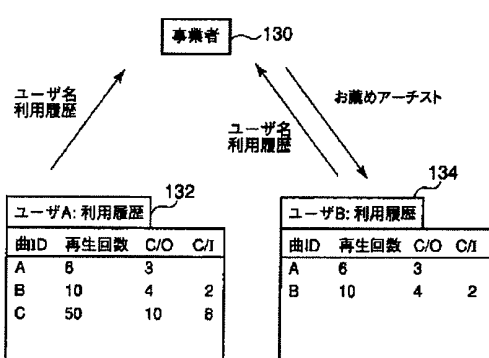 事業者
130
ユーザ名
利用履歴
お薦めアーチスト
ユーザ名
利用履歴
132
134
ユーザA: 利用履歴
曲ID 再生回数 C/O C/I
A 6 3
B 10 4 2
C 50 10 8
ユーザB: 利用履歴
曲ID 再生回数 C/O C/I
A 6 3
B 10 4 2